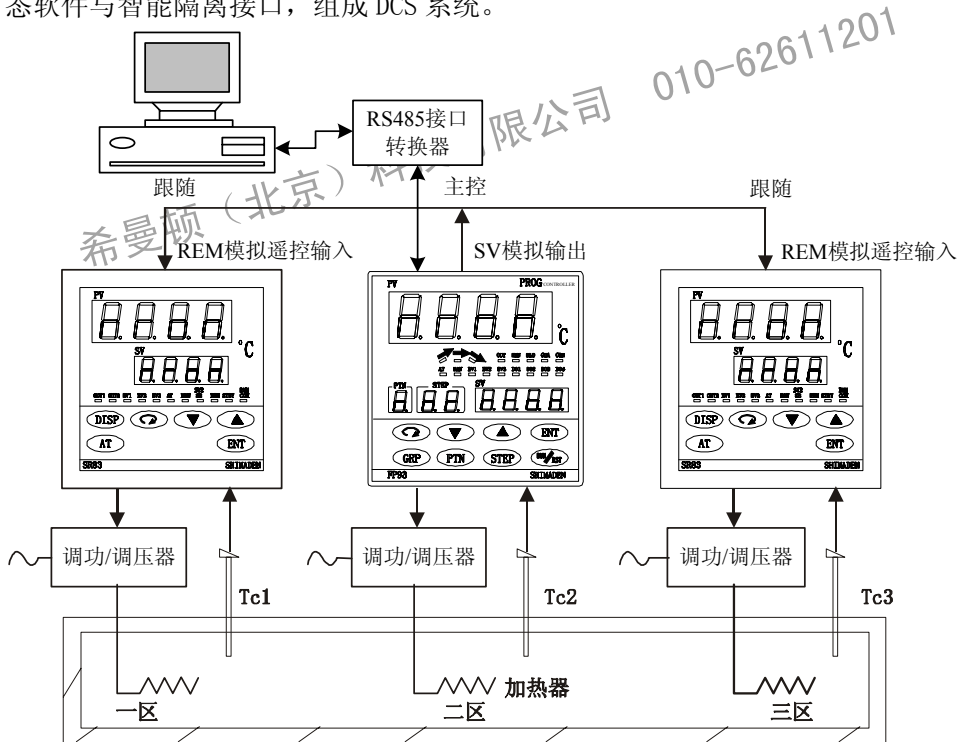 态软件与智能隔离接口，组成 DCS 系统。
010-62611201
RS485接口
转换器
限公司
希曼顿（北京）科
跟随
主控
跟随
REM模拟遥控输入
SV模拟输出
REM模拟遥控输入
PV
℃
SV
DISP
AT
ENT
SR83
SHIMADEN
PV
PROG CONTROLLER
℃
PTN
STEP
SV
ENT
GRP
PTN
STEP
FP93
SHIMADEN
PV
℃
SV
DISP
AT
ENT
SR83
SHIMADEN
调功/调压器
调功/调压器
调功/调压器
Tc1
Tc2
Tc3
加热器
一区
二区
三区